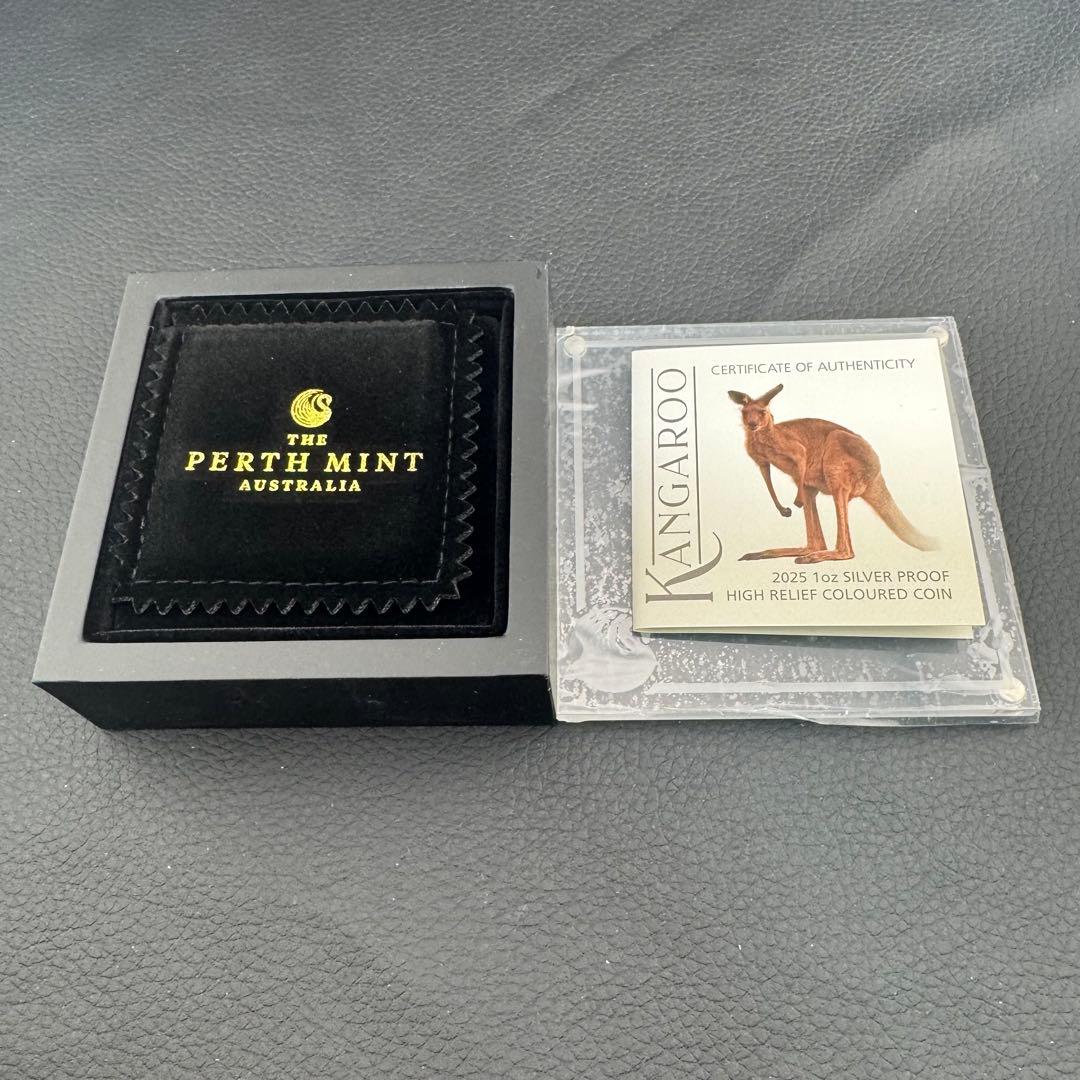 THE
PERTH MINT
AUSTRALIA
CERTIFICATE OF AUTHENTICITY
KANGAROO
2025 1oz SILVER PROOF
HIGH RELIEF COLOURED COIN